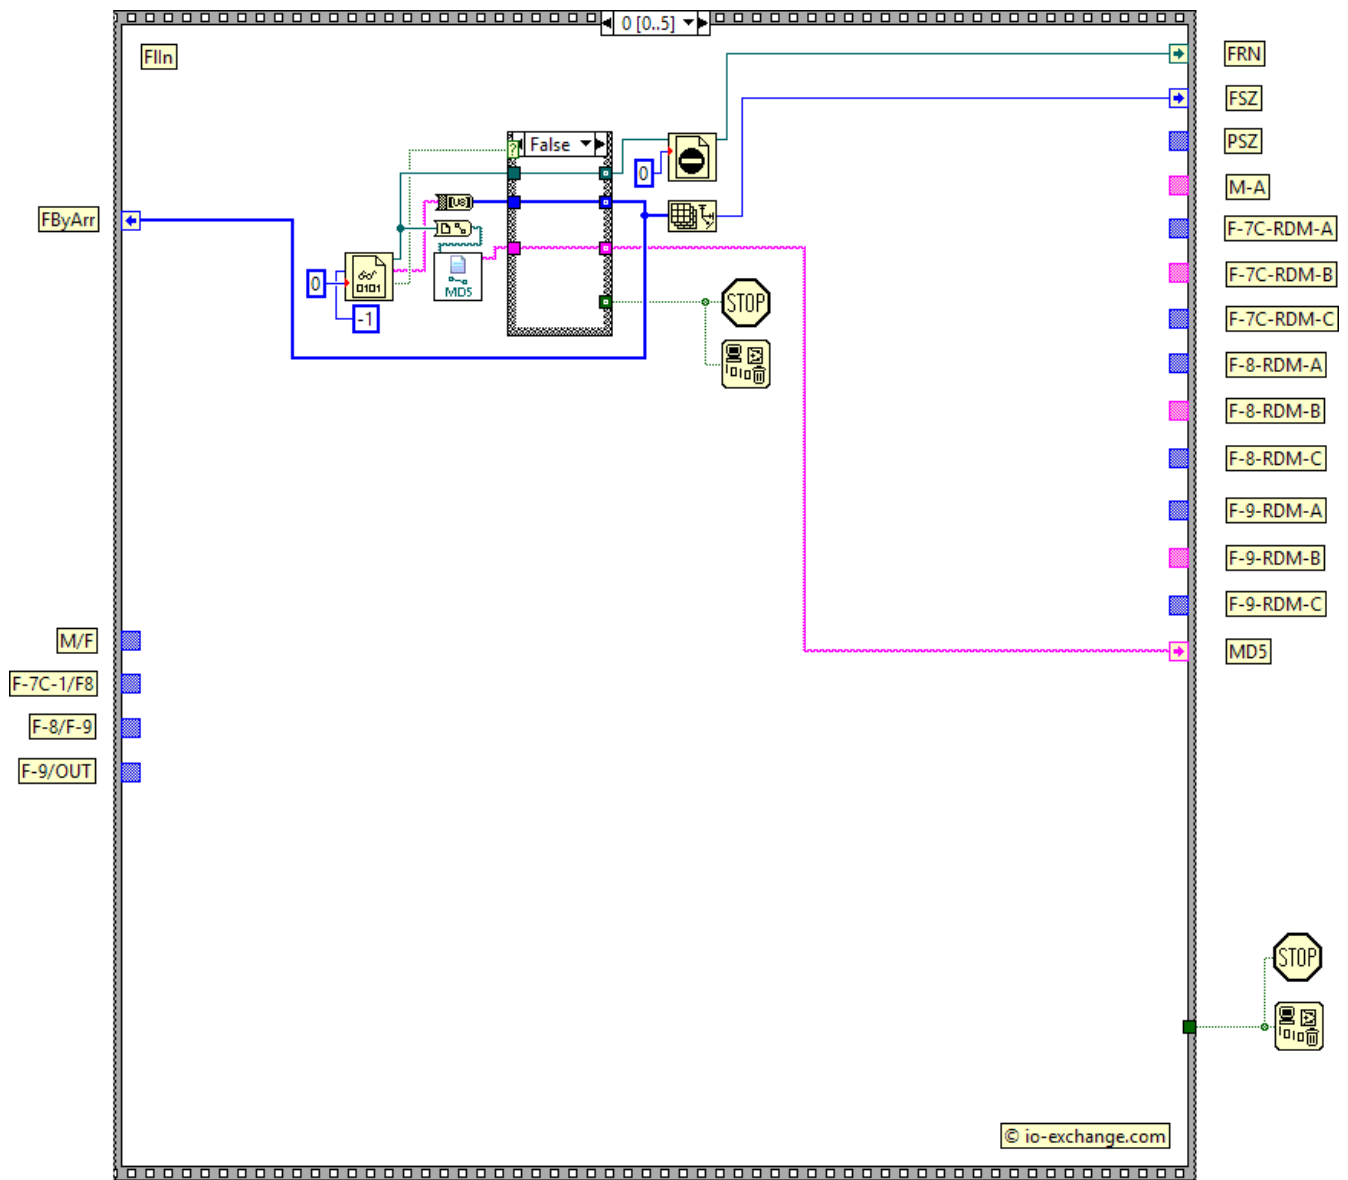 0 [0..5]
FIIn
FRN
FSZ
False
PSZ
0
M-A
[U8]
FByArr
F-7C-RDM-A
F-7C-RDM-B
0
0101
MD5
STOP
-1
F-7C-RDM-C
F-8-RDM-A
F-8-RDM-B
F-8-RDM-C
F-9-RDM-A
F-9-RDM-B
F-9-RDM-C
M/F
MD5
F-7C-1/F8
F-8/F-9
F-9/OUT
STOP
© io-exchange.com